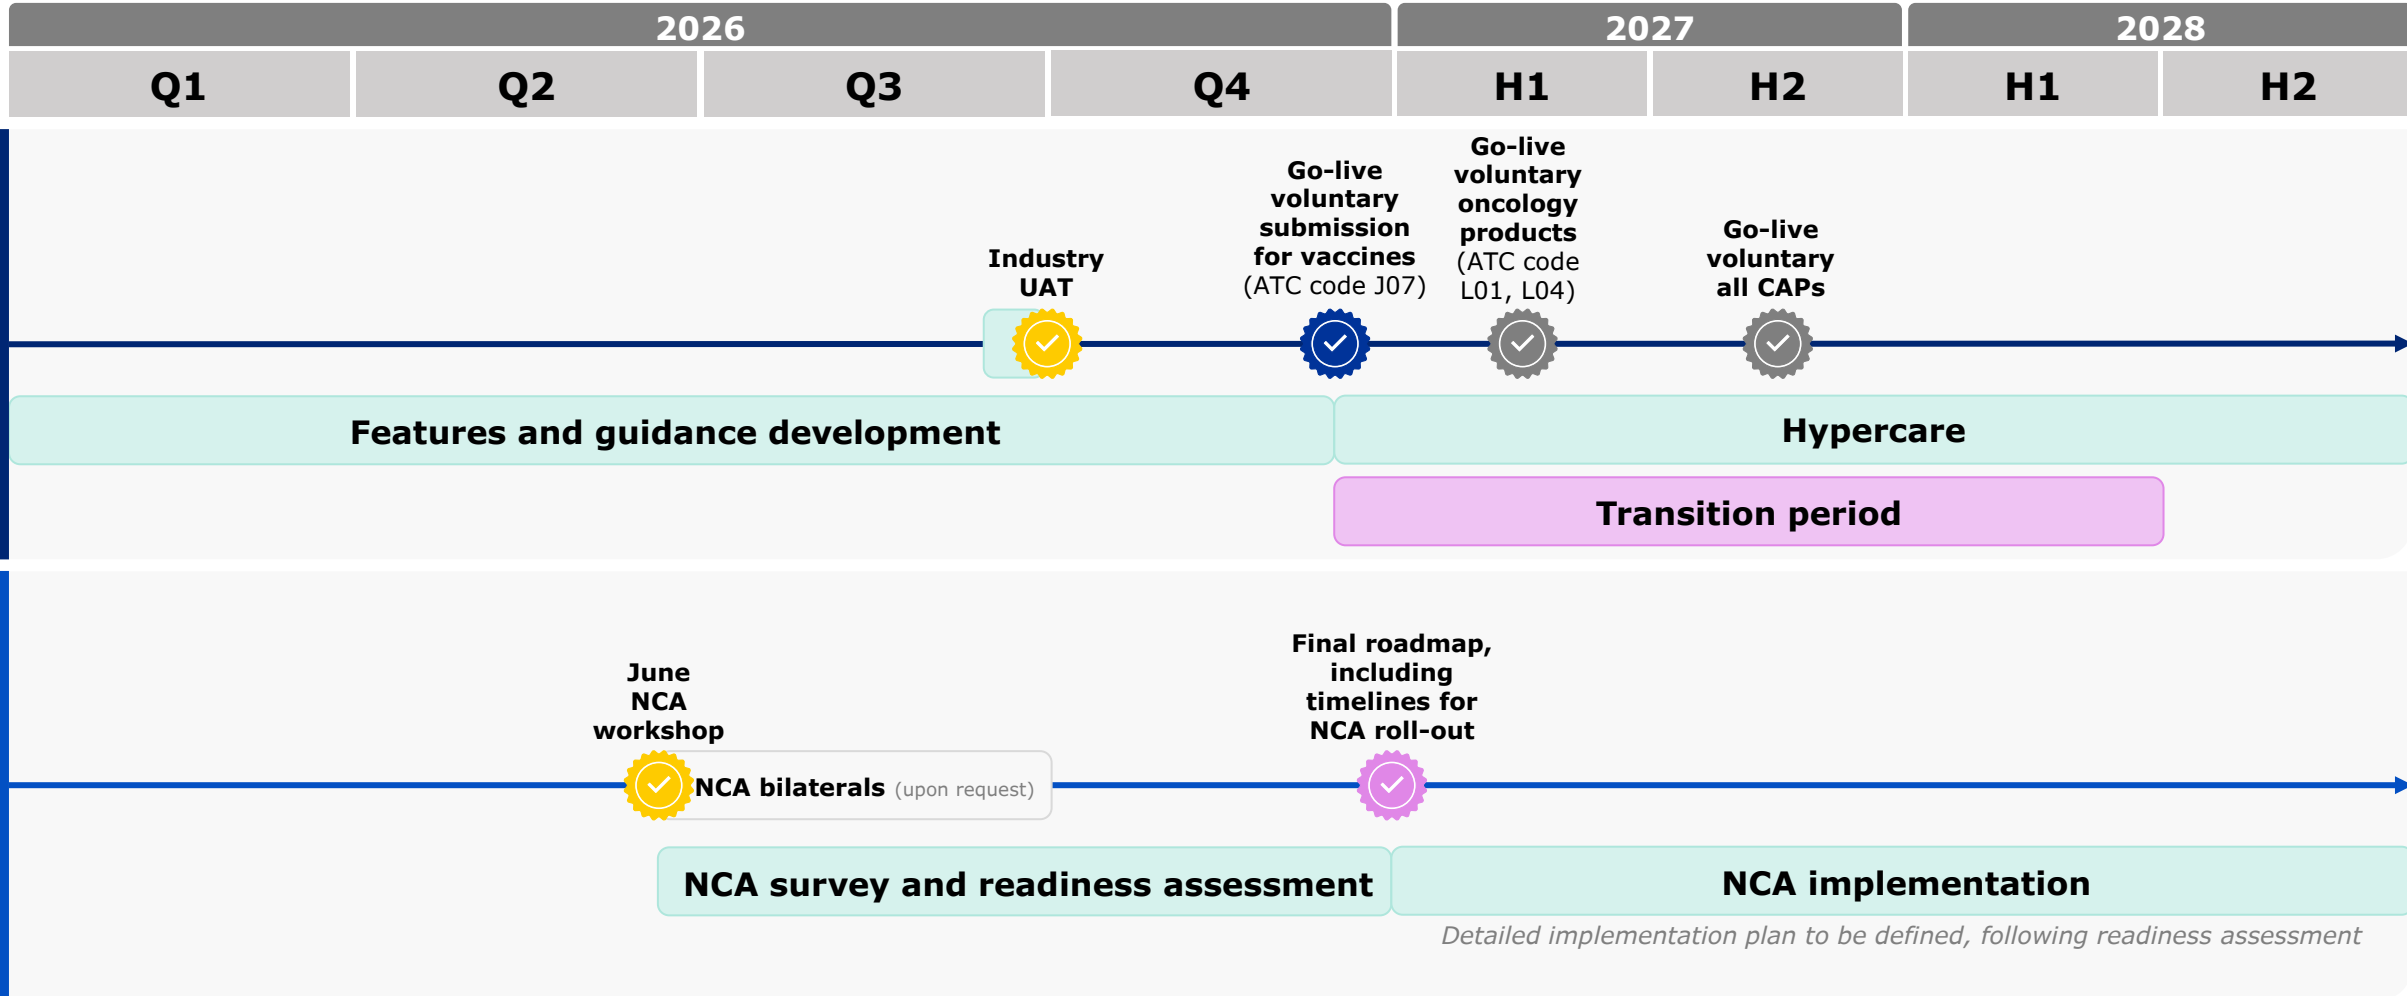 2026
2027
2028
Q1
Q2
Q3
Q4
H1
H2
H1
H2
Industry
UAT
Go-live
voluntary
submission
for vaccines
(ATC code J07)
Go-live
voluntary
oncology
products
(ATC code
L01, L04)
Go-live
voluntary
all CAPs
Features and guidance development
Hypercare
Transition period
June
NCA
workshop
NCA bilaterals (upon request)
Final roadmap,
including
timelines for
NCA roll-out
NCA survey and readiness assessment
NCA implementation
Detailed implementation plan to be defined, following readiness assessment